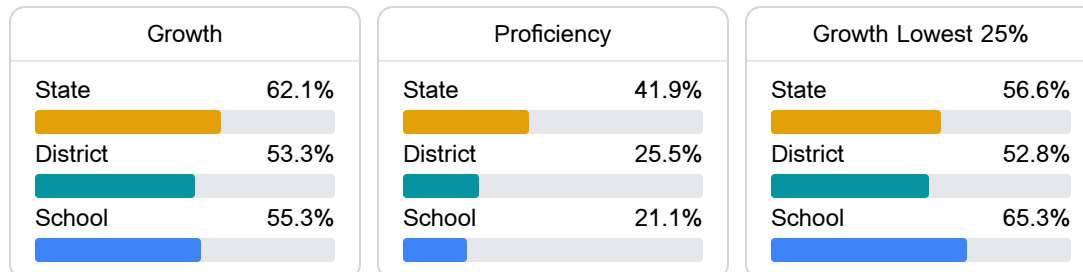 Growth
State 62.1%
District 53.3%
School 55.3%
Proficiency
State 41.9%
District 25.5%
School 21.1%
Growth Lowest 25%
State 56.6%
District 52.8%
School 65.3%